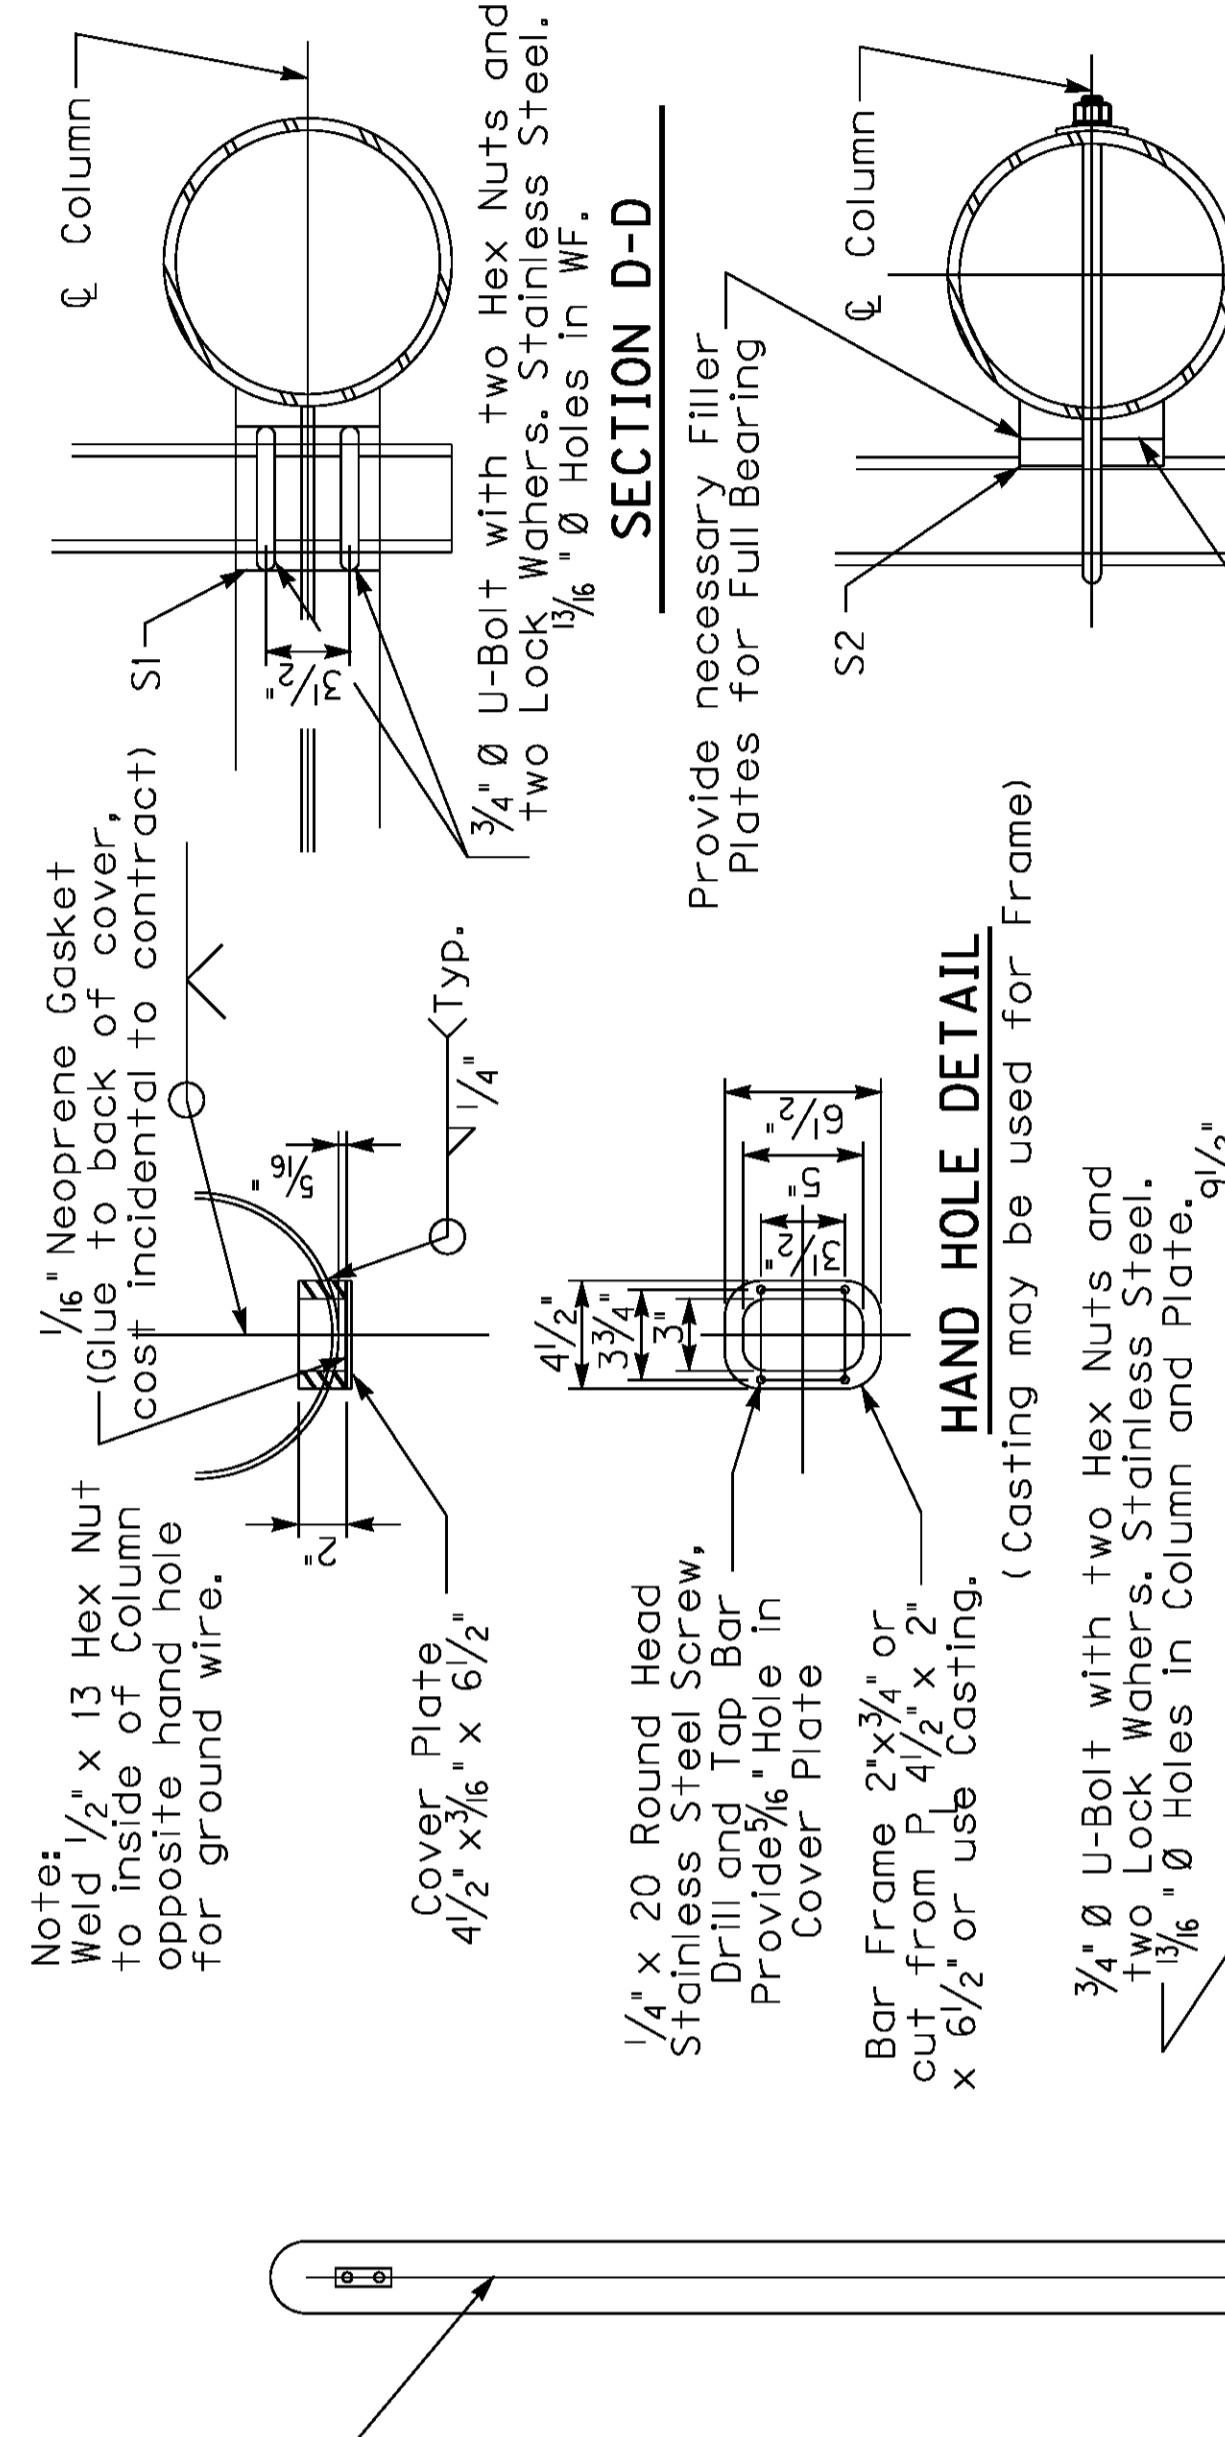 Note:
Weld 1/2" x 13 Hex Nut
to inside of Column
opposite hand hole
for ground wire.
1/16" Neoprene Gasket
(Glue to back of cover,
cost incidental to contract)
5/16"
2"
1/4"
Typ.
Cover Plate
4 1/2" x 3/16" x 6 1/2"
1/4" x 20 Round Head
Stainless Steel Screw,
Drill and Tap Bar
Provide 5/16" Hole in
Cover Plate
4 1/2"
3 3/4"
3"
3 1/2"
5"
6 1/2"
Bar Frame 2"x3/4" or
cut from PL 4 1/2" x 2"
x 6 1/2" or use Casting.
HAND HOLE DETAIL
(Casting may be used for Frame)
℄ Column
S1
3 1/2"
3/4" Ø U-Bolt with two Hex Nuts and
two Lock Wahers. Stainless Steel.
13/16" Ø Holes in WF.
SECTION D-D
Provide necessary Filler
Plates for Full Bearing
℄ Column
S2
3/4" Ø U-Bolt with two Hex Nuts and
two Lock Wahers. Stainless Steel.
13/16" Ø Holes in Column and Plate.
9 1/2"